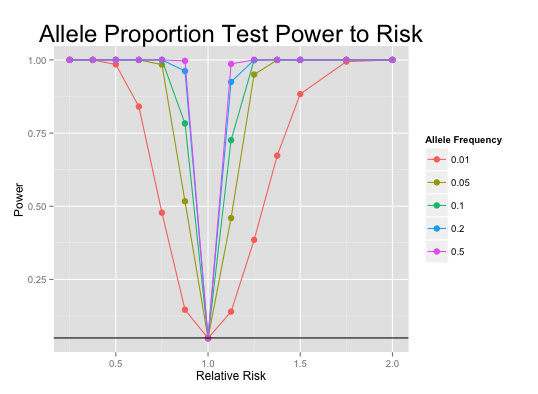 Allele Proportion Test Power to Risk
1.00
0.75
0.50
0.25
Power
0.5 1.0 1.5 2.0
Relative Risk
Allele Frequency
0.01
0.05
0.1
0.2
0.5